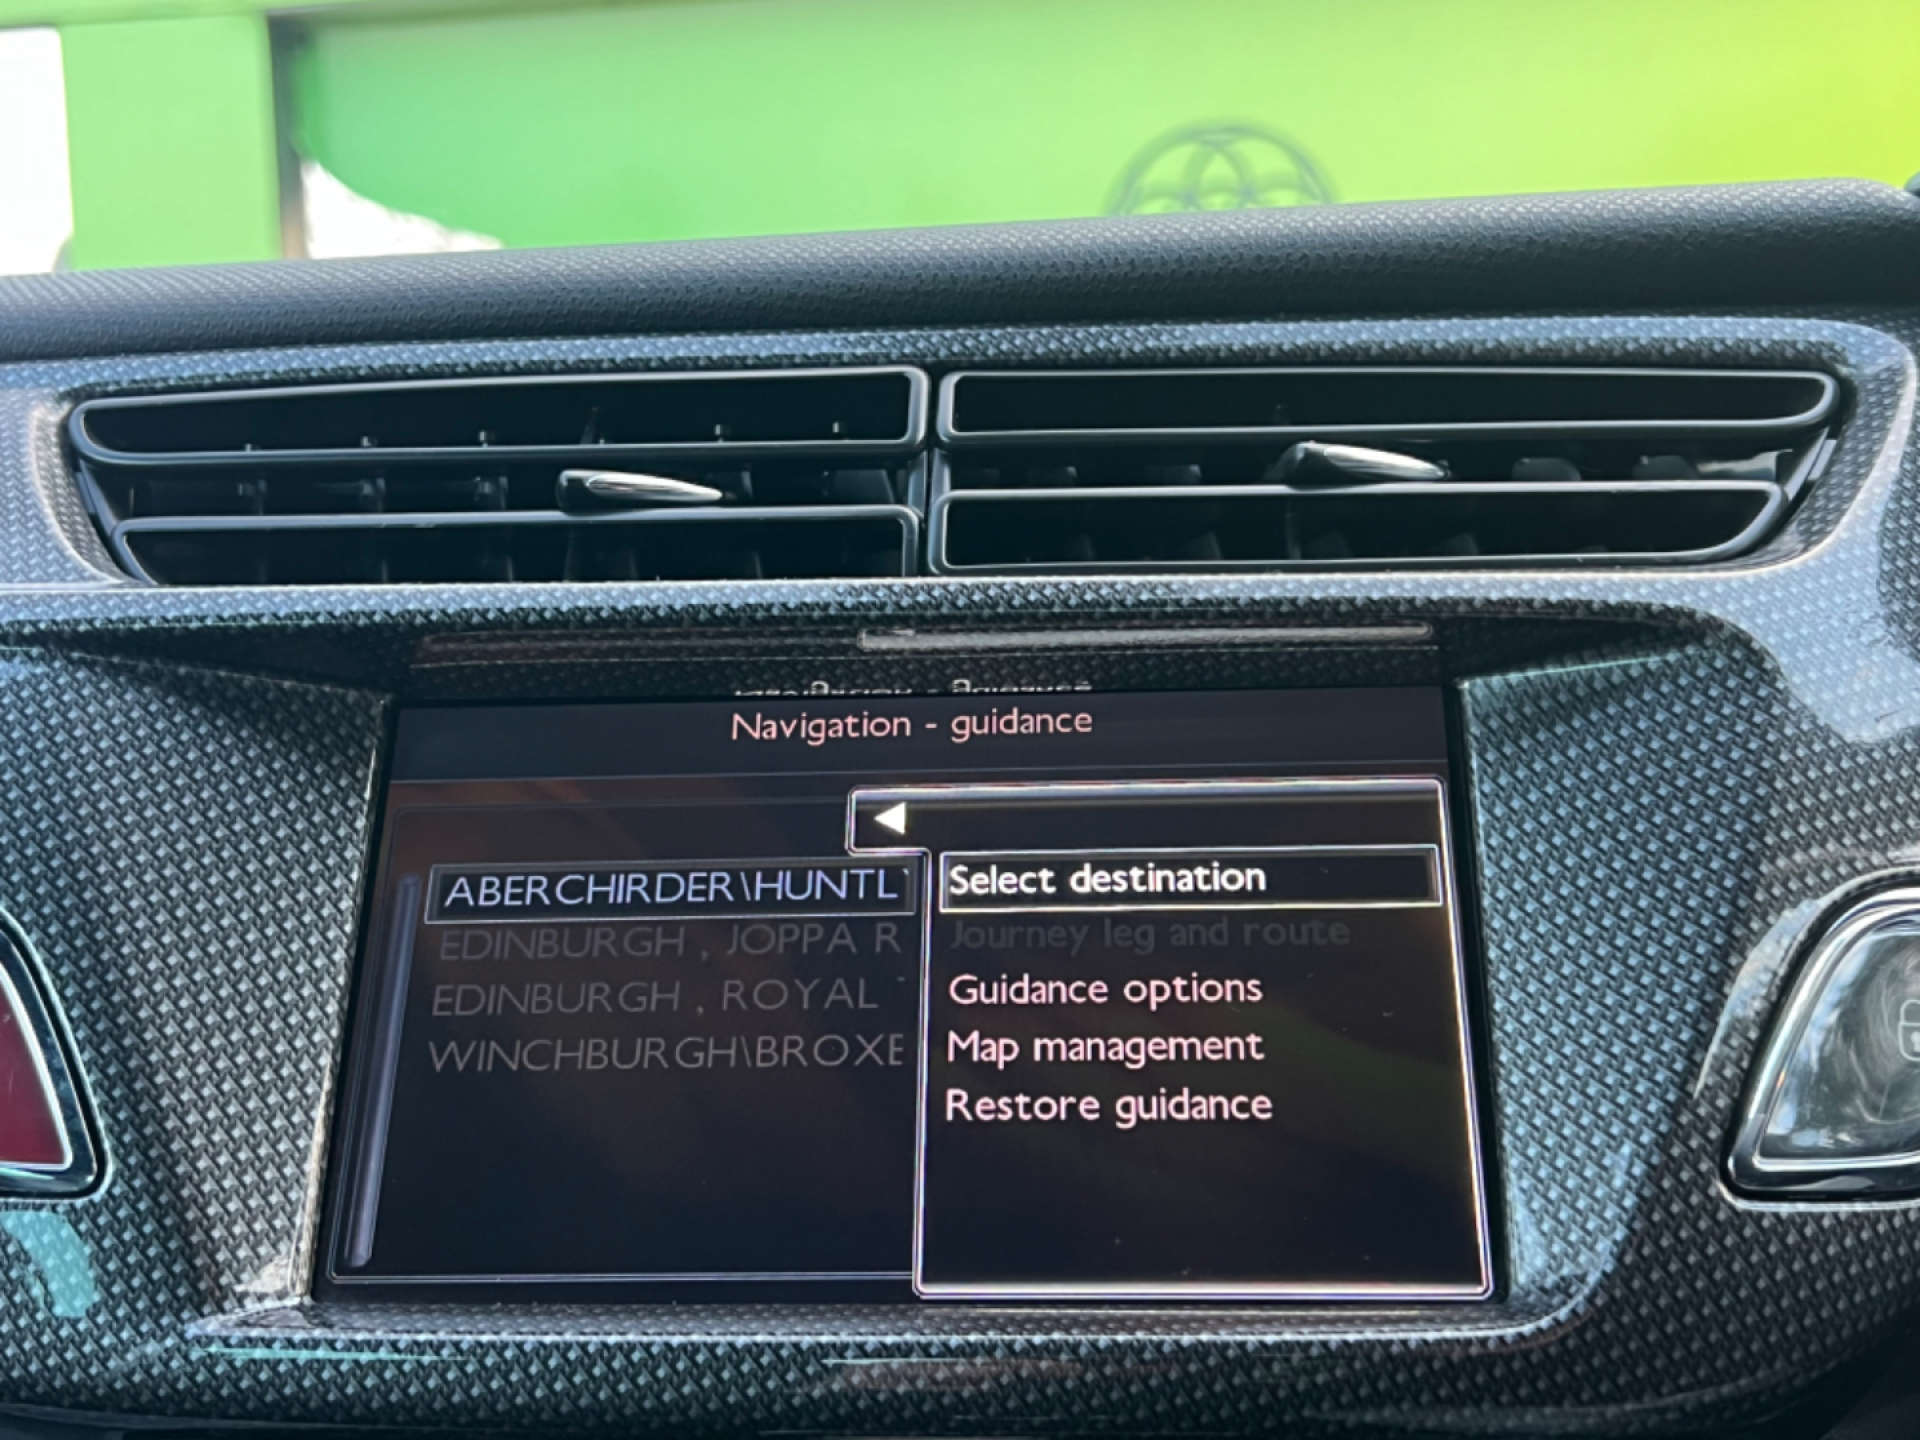 Navigation - guidance
ABERCHIRDER\HUNTL
EDINBURGH , JOPPA R
EDINBURGH , ROYAL
WINCHBURGH\BROXE
Select destination
Journey leg and route
Guidance options
Map management
Restore guidance